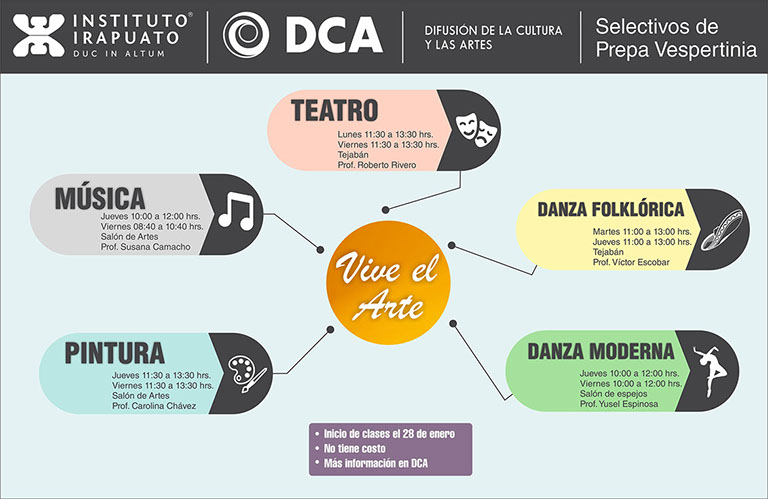 INSTITUTO®
IRAPUATO
DUC IN ALTUM
DCA
DIFUSIÓN DE LA CULTURA
Y LAS ARTES
Selectivos de
Prepa Vespertinia
TEATRO
Lunes 11:30 a 13:30 hrs.
Viernes 11:30 a 13:30 hrs.
Tejabán
Prof. Roberto Rivero
MÚSICA
Jueves 10:00 a 12:00 hrs.
Viernes 08:40 a 10:40 hrs.
Salón de Artes
Prof. Susana Camacho
DANZA FOLKLÓRICA
Martes 11:00 a 13:00 hrs.
Jueves 11:00 a 13:00 hrs.
Tejabán
Prof. Víctor Escobar
Vive el
Arte
PINTURA
Jueves 11:30 a 13:30 hrs.
Viernes 11:30 a 13:30 hrs.
Salón de Artes
Prof. Carolina Chávez
DANZA MODERNA
Jueves 10:00 a 12:00 hrs.
Viernes 10:00 a 12:00 hrs.
Salón de espejos
Prof. Yusel Espinosa
• Inicio de clases el 28 de enero
• No tiene costo
• Más información en DCA